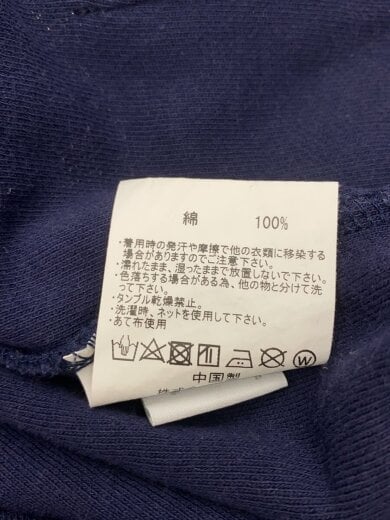 綿 100%
・着用時の発汗や摩擦で他の衣類に移染する
場合がありますのでご注意下さい。
・濡れたまま、湿ったままで放置しないで下さい。
・色落ちする場合がある為、他の物と分けて洗
って下さい。
・タンブル乾燥禁止。
・洗濯時、ネットを使用して下さい。
・あて布使用
W
中国製
株式